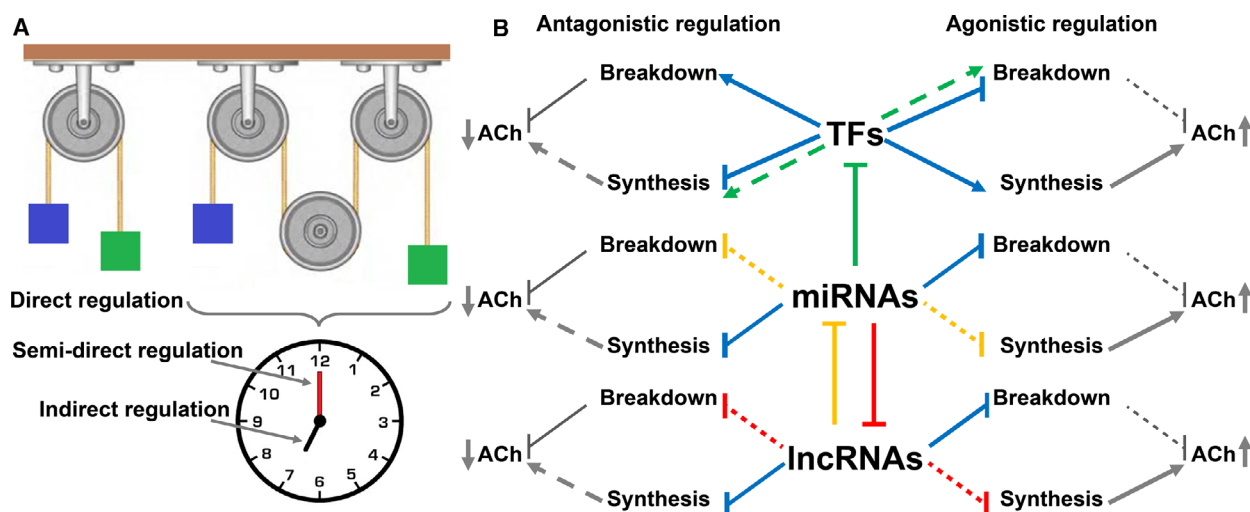 A
B
Antagonistic regulation
Agonistic regulation
Breakdown
Breakdown
ACh
TFs
ACh
Synthesis
Synthesis
Breakdown
Breakdown
ACh
miRNAs
ACh
Synthesis
Synthesis
Breakdown
Breakdown
ACh
lncRNAs
ACh
Synthesis
Synthesis
Direct regulation
Semi-direct regulation
Indirect regulation
12
1
2
3
4
5
6
7
8
9
10
11